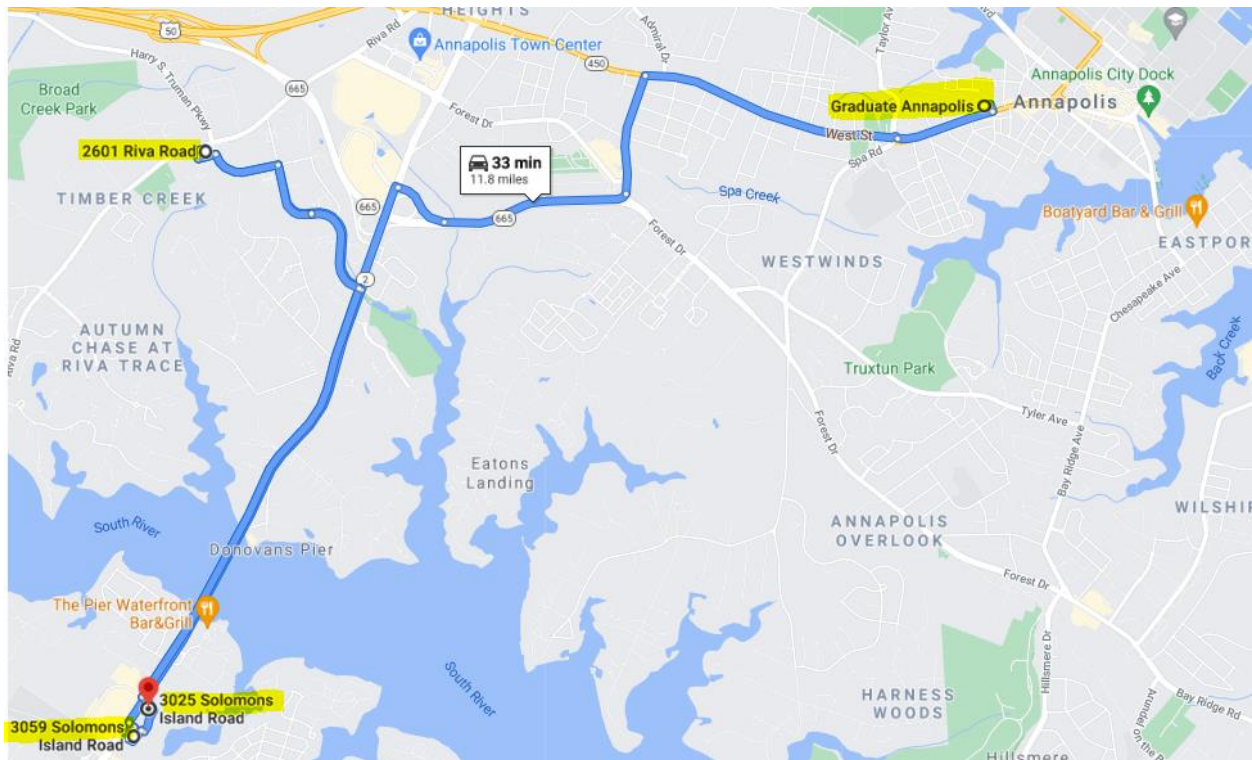 HEIGHTS
50
Riva Rd
Annapolis Town Center
Admiral Dr
450
Taylor Av
Harry S. Truman Pkwy
665
Broad
Creek Park
Forest Dr
Graduate Annapolis
Annapolis City Dock
Annapolis
West St
Spa Rd
2601 Riva Road
33 min
11.8 miles
TIMBER CREEK
665
665
Spa Creek
Boatyard Bar & Grill
EASTPOR
Forest Dr
WESTWINDS
2
Chesapeake Ave
AUTUMN
CHASE AT
RIVA TRACE
Riva Rd
Truxtun Park
Back Creek
Tyler Ave
Forest Dr
Bay Ridge Ave
Eatons
Landing
South River
WILSHIR
ANNAPOLIS
OVERLOOK
Donovans Pier
Forest Dr
The Pier Waterfront
Bar&Grill
South River
Hillsmere Dr
3025 Solomons
Island Road
HARNESS
WOODS
Bay Ridge Rd
3059 Solomons
Island Road
Arundel on the
Hillsmere